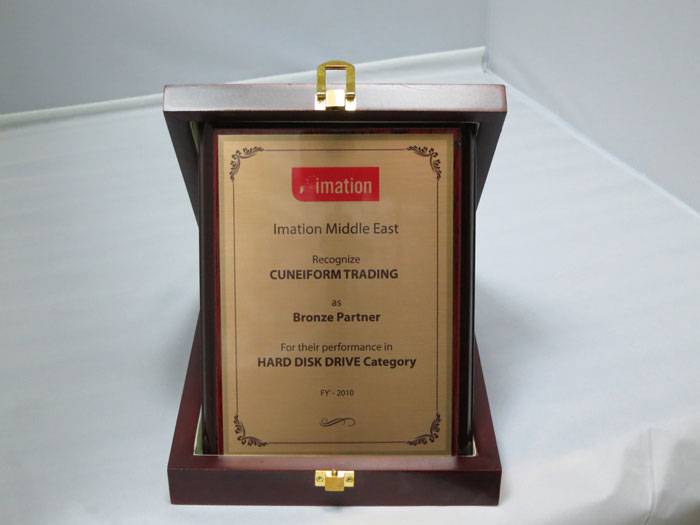 imation
Imation Middle East
Recognize
CUNEIFORM TRADING
as
Bronze Partner
For their performance in
HARD DISK DRIVE Category
FY' - 2010